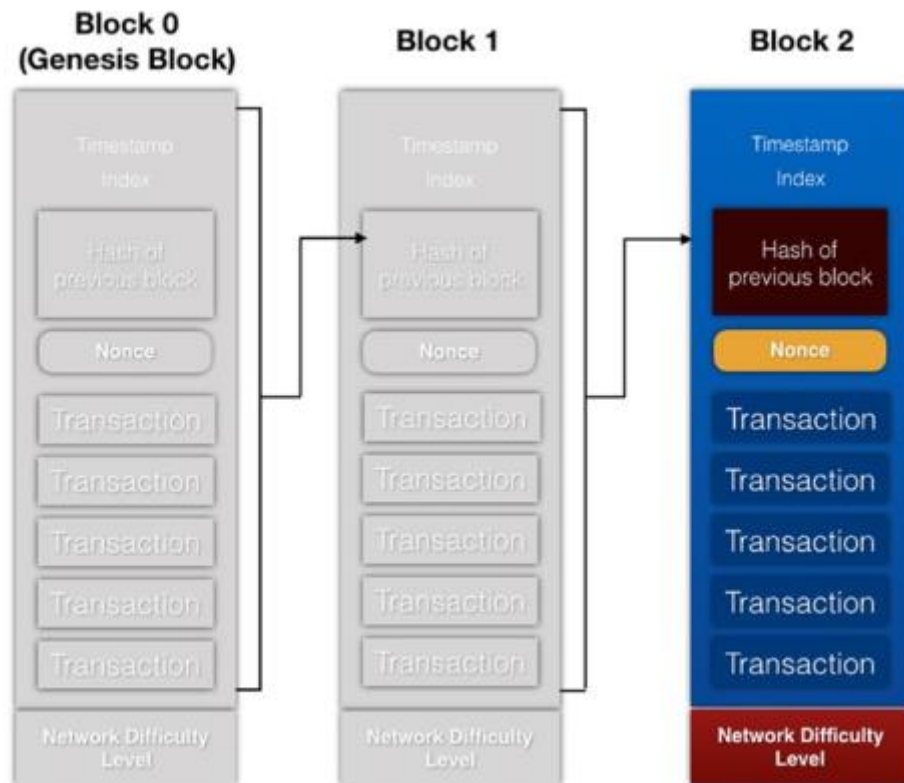 Block 0
(Genesis Block)
Timestamp
Index
Hash of
previous block
Nonce
Transaction
Transaction
Transaction
Transaction
Transaction
Network Difficulty
Level
Block 1
Timestamp
Index
Hash of
previous block
Nonce
Transaction
Transaction
Transaction
Transaction
Transaction
Network Difficulty
Level
Block 2
Timestamp
Index
Hash of
previous block
Nonce
Transaction
Transaction
Transaction
Transaction
Transaction
Network Difficulty
Level